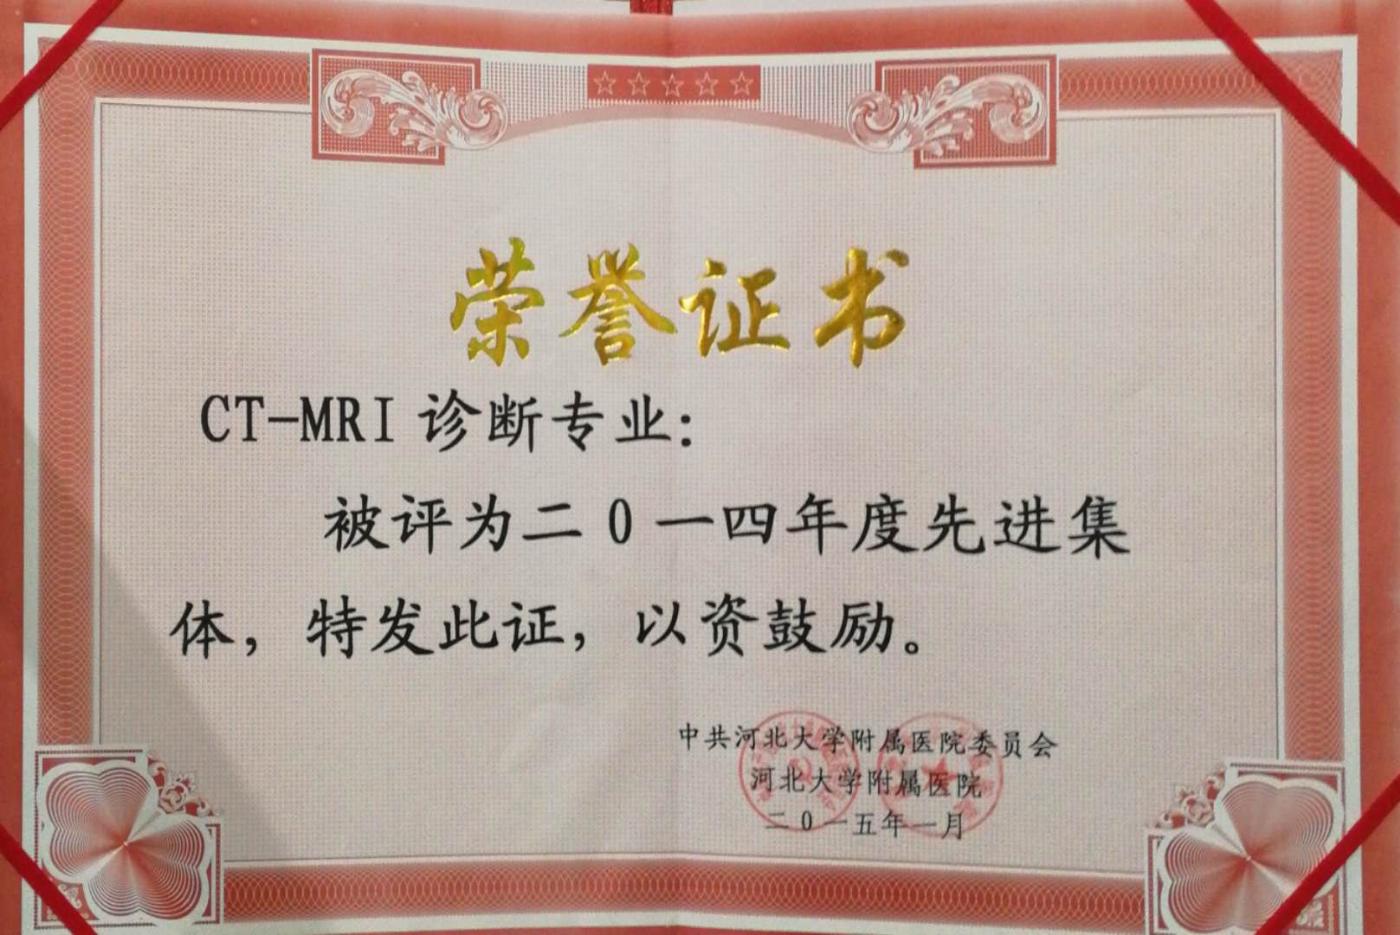 荣誉证书
CT-MRI 诊断专业:
被评为二0一四年度先进集
体，特发此证，以资鼓励。
中共河北大学附属医院委员会
河北大学附属医院
二0一五年一月